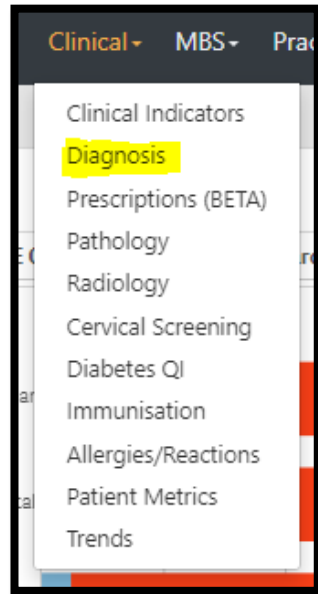 Clinical MBS Prac
Clinical Indicators
Diagnosis
Prescriptions (BETA)
Pathology
Radiology
Cervical Screening
Diabetes QI
Immunisation
Allergies/Reactions
Patient Metrics
Trends